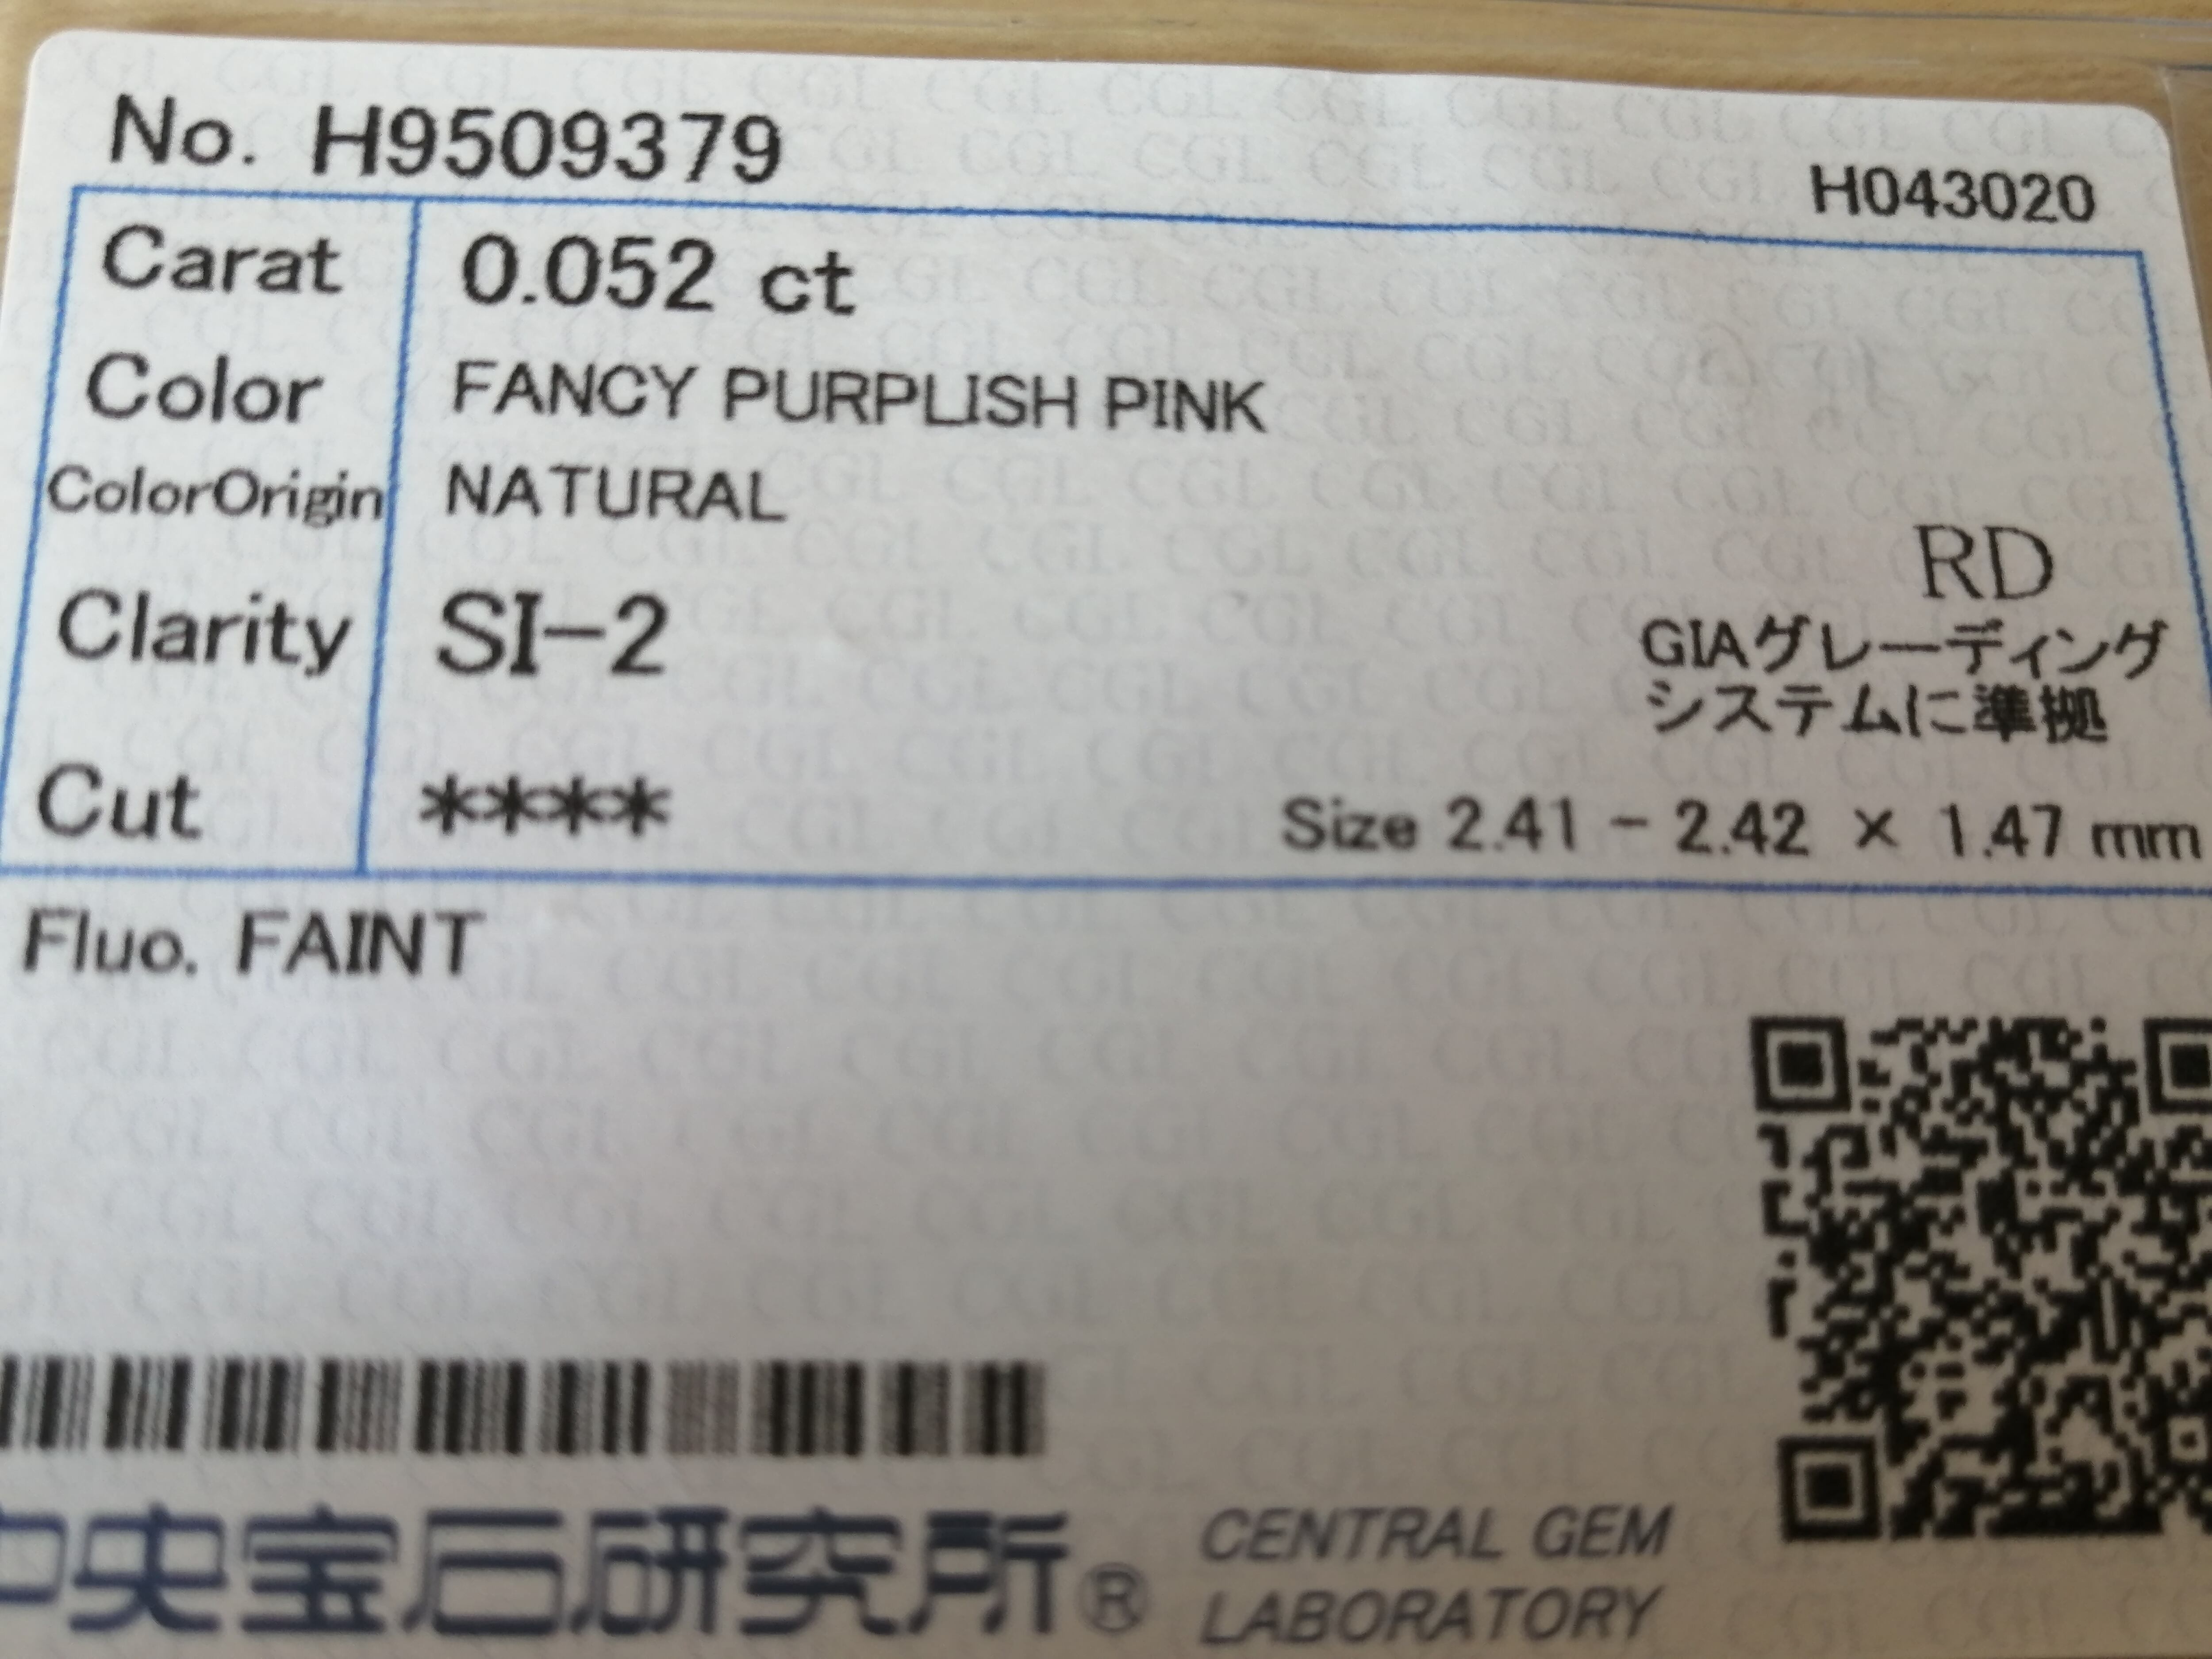 No. H9509379
H043020
Carat 0.052 ct
Color FANCY PURPLISH PINK
ColorOrigin NATURAL
Clarity SI-2
RD
GIAグレーディング
システムに準拠
Cut ****
Size 2.41 - 2.42 × 1.47 mm
Fluo. FAINT
中央宝石研究所®
CENTRAL GEM
LABORATORY